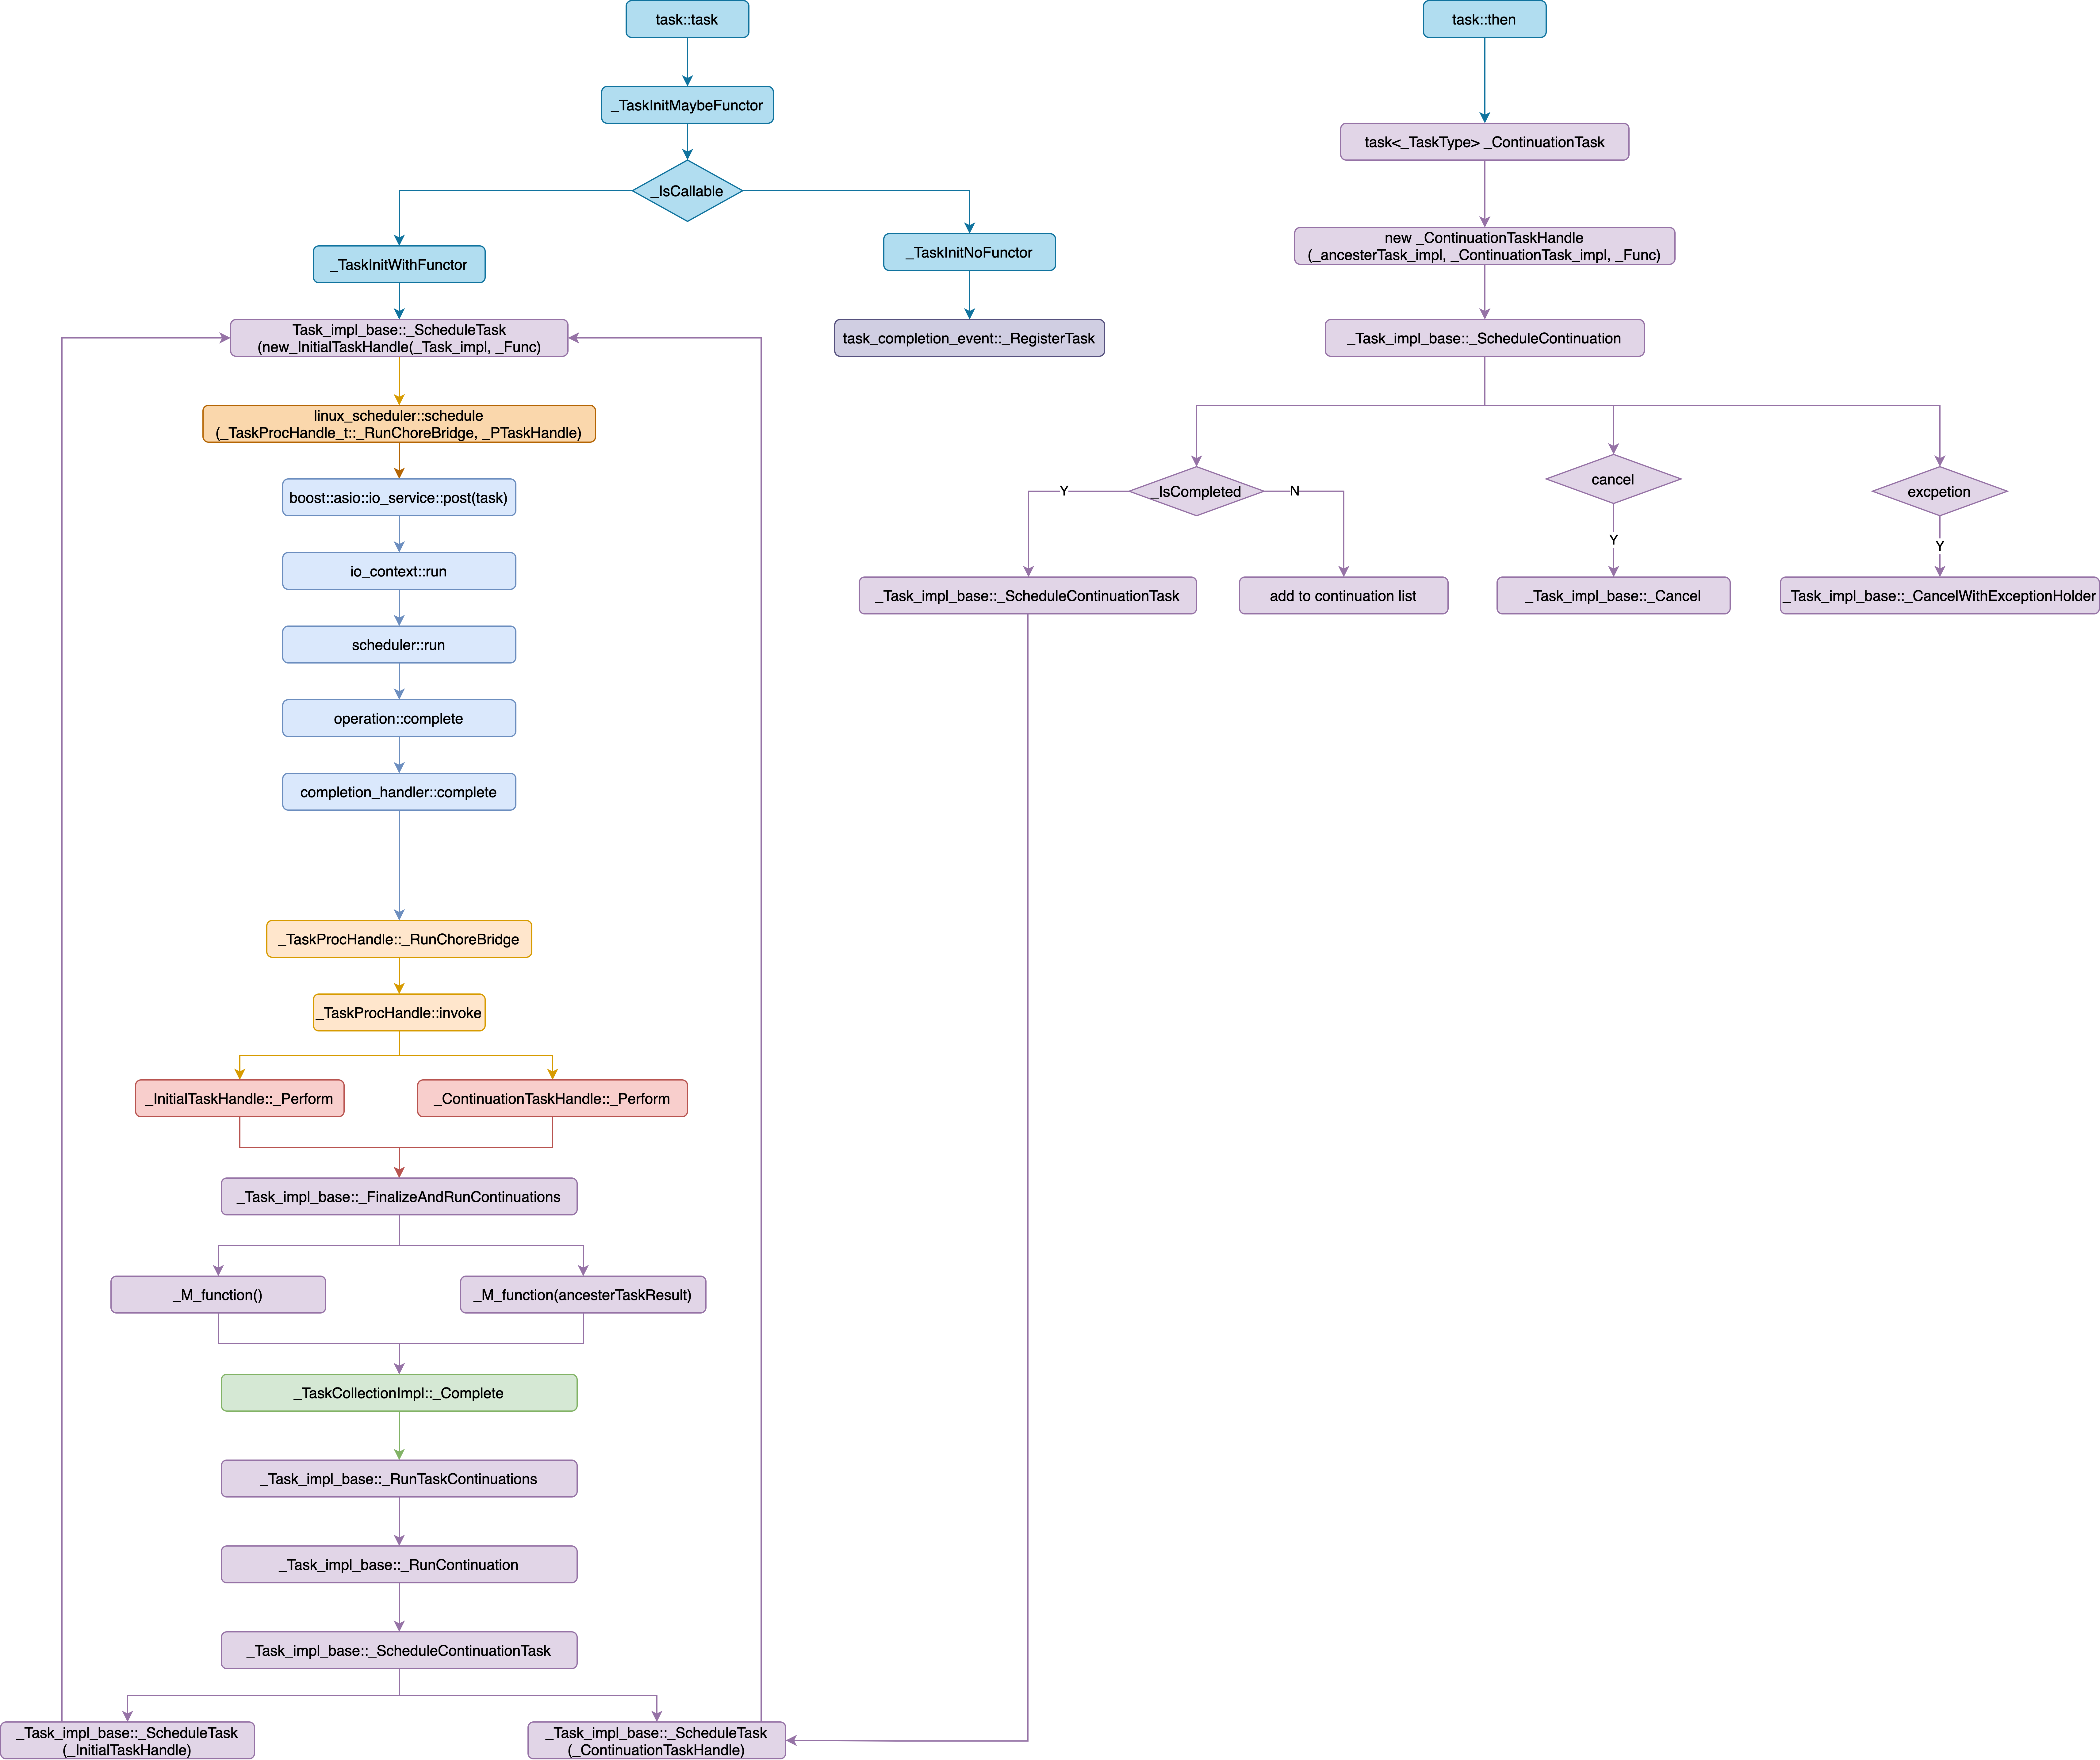 task::task
task::then
_TaskInitMaybeFunctor
task<_TaskType> _ContinuationTask
_IsCallable
new _ContinuationTaskHandle
(_ancesterTask_impl, _ContinuationTask_impl, _Func)
_TaskInitWithFunctor
_TaskInitNoFunctor
Task_impl_base::_ScheduleTask
(new_InitialTaskHandle(_Task_impl, _Func)
task_completion_event::_RegisterTask
_Task_impl_base::_ScheduleContinuation
linux_scheduler::schedule
(_TaskProcHandle_t::_RunChoreBridge, _PTaskHandle)
boost::asio::io_service::post(task)
Y
_IsCompleted
N
cancel
excpetion
Y
Y
io_context::run
_Task_impl_base::_ScheduleContinuationTask
add to continuation list
_Task_impl_base::_Cancel
_Task_impl_base::_CancelWithExceptionHolder
scheduler::run
operation::complete
completion_handler::complete
_TaskProcHandle::_RunChoreBridge
_TaskProcHandle::invoke
_InitialTaskHandle::_Perform
_ContinuationTaskHandle::_Perform
_Task_impl_base::_FinalizeAndRunContinuations
_M_function()
_M_function(ancesterTaskResult)
_TaskCollectionImpl::_Complete
_Task_impl_base::_RunTaskContinuations
_Task_impl_base::_RunContinuation
_Task_impl_base::_ScheduleContinuationTask
_Task_impl_base::_ScheduleTask
(_InitialTaskHandle)
_Task_impl_base::_ScheduleTask
(_ContinuationTaskHandle)